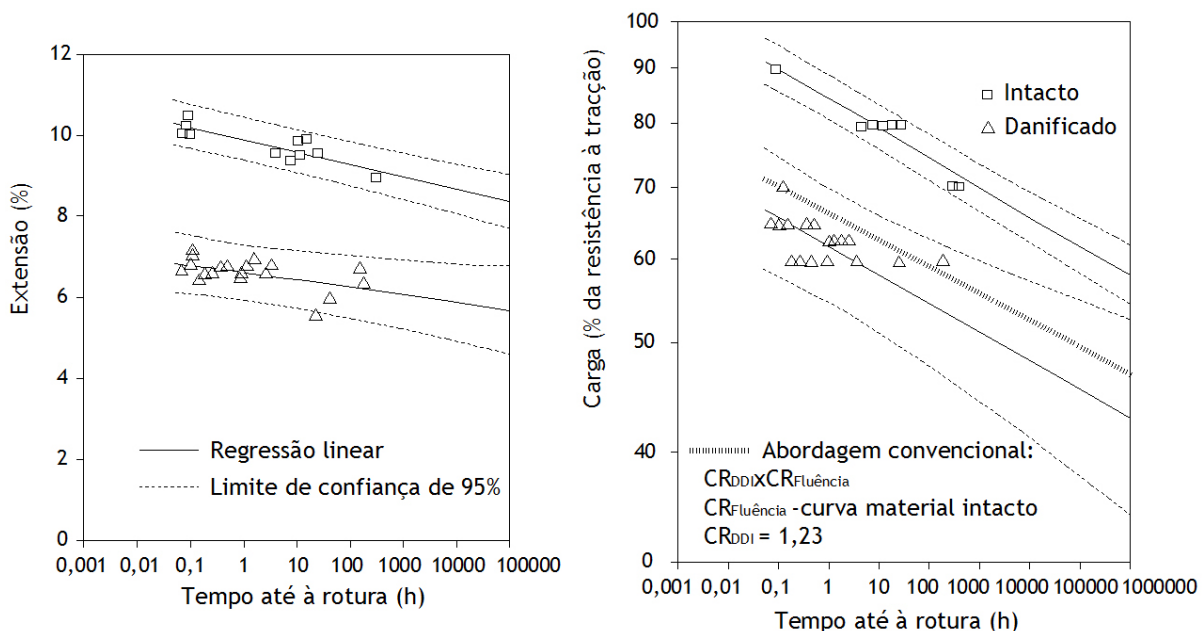 12
10
8
6
4
2
0
Extensão (%)
Regressão linear
Limite de confiança de 95%
0,001 0,01 0,1 1 10 100 1000 10000 100000
Tempo até à rotura (h)
100
90
80
70
60
50
40
0
Carga (% da resistência à tracção)
Intacto
Danificado
Abordagem convencional:
CRDDIxCRFluência
CRFluência -curva material intacto
CRDDI = 1,23
0,001 0,01 0,1 1 10 100 1000 10000 100000 1000000
Tempo até à rotura (h)